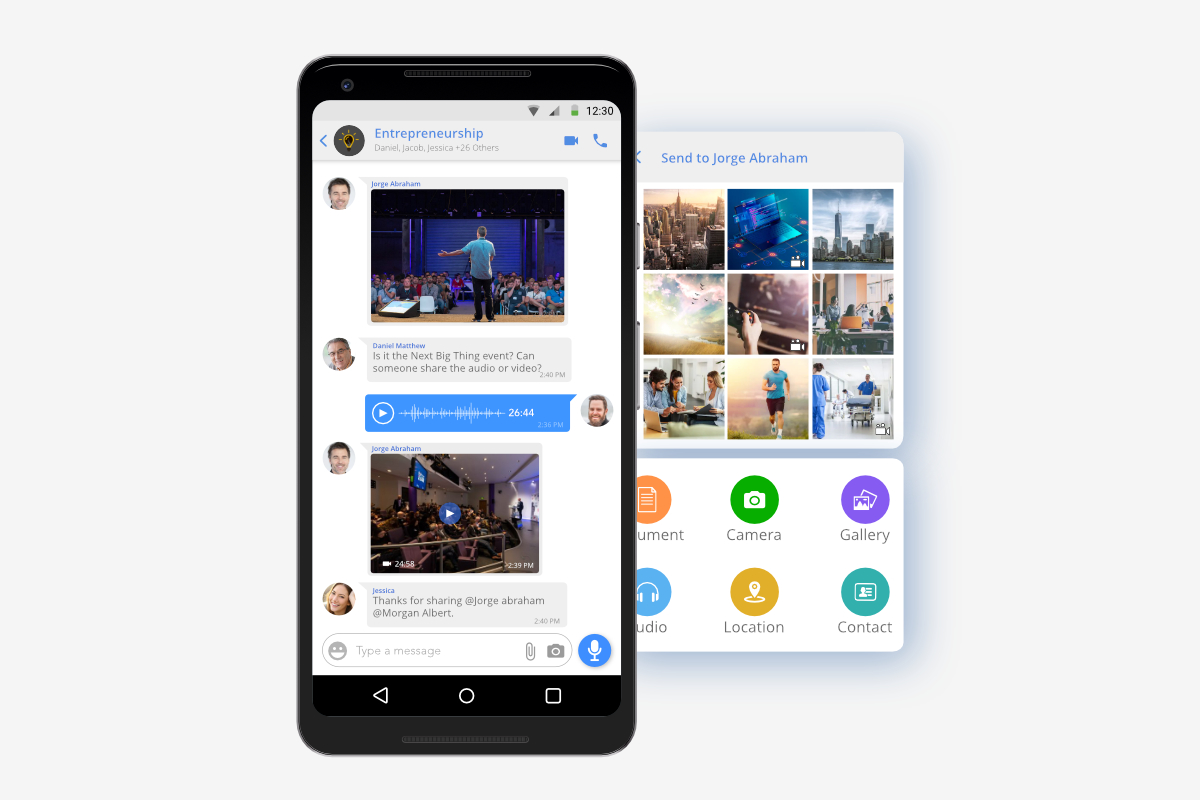 12:30
Entrepreneurship
Daniel, Jacob, Jessica +26 Others
Jorge Abraham
Daniel Matthew
Is it the Next Big Thing event? Can
someone share the audio or video?
2:40 PM
26:44
2:36 PM
Jorge Abraham
24:58
2:39 PM
Jessica
Thanks for sharing @Jorge abraham
@Morgan Albert.
2:40 PM
Type a message
Send to Jorge Abraham
ument
Camera
Gallery
udio
Location
Contact